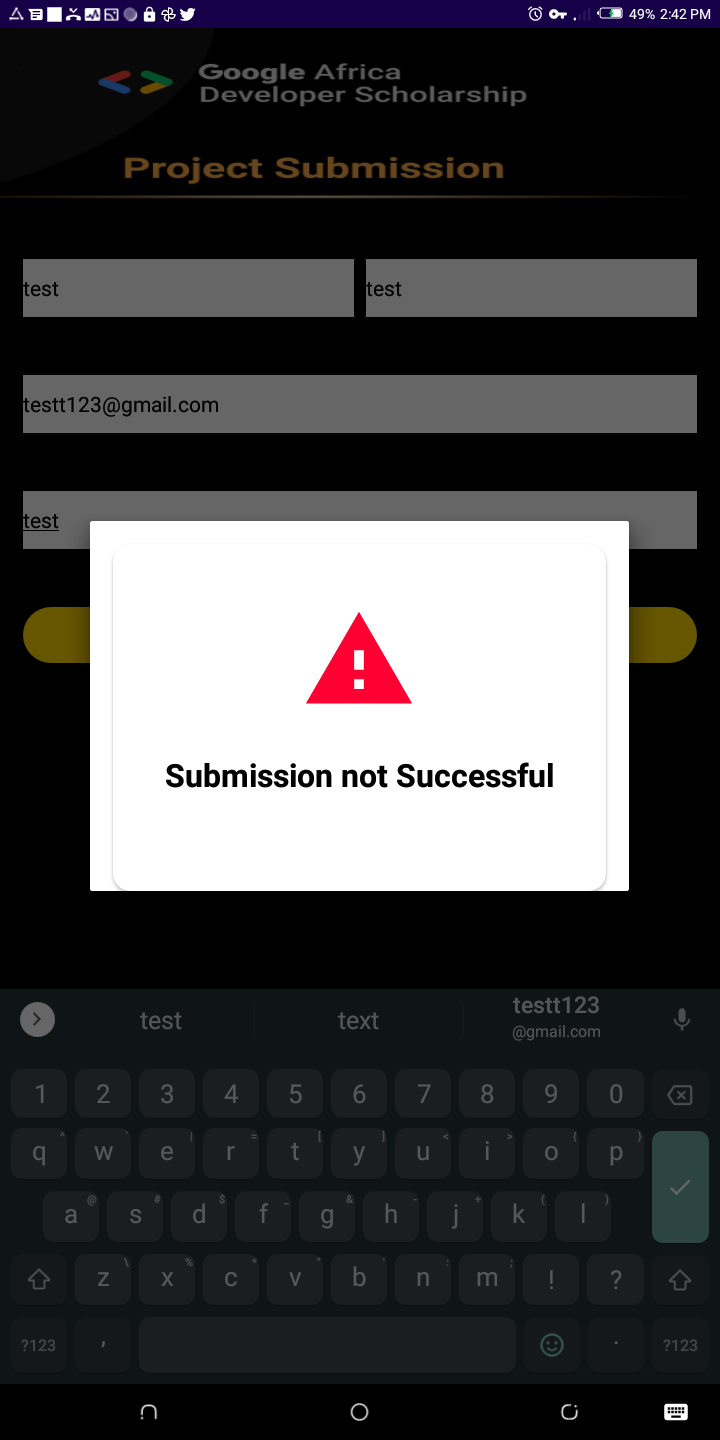 49% 2:42 PM
Google Africa
Developer Scholarship
Project Submission
test test
testt123@gmail.com
test
Submission not Successful
test text testt123
@gmail.com
1 2 3 4 5 6 7 8 9 0
q w e r t y u i o p
a s d f g h j k l
z x c v b n m ! ?
?123 , . ?123